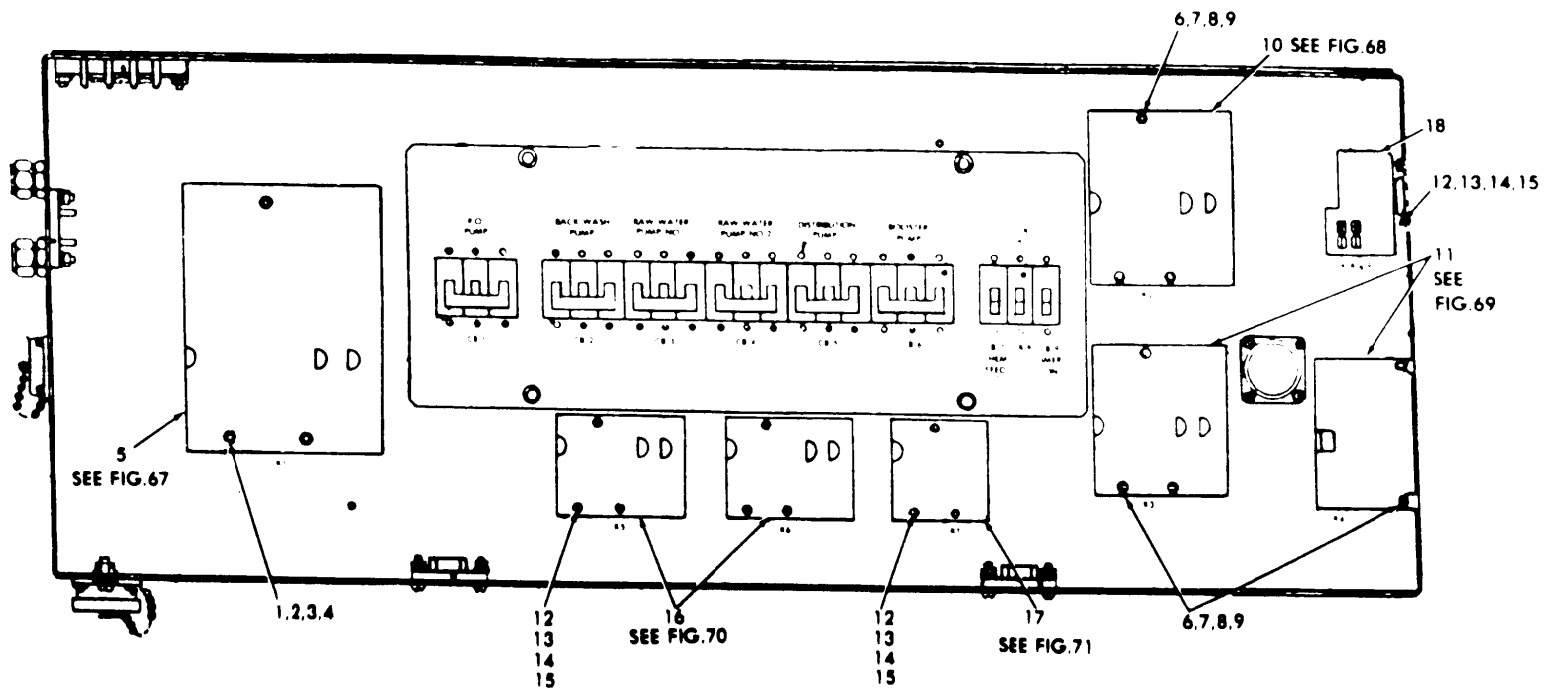 6,7,8,9
10 SEE FIG.68
18
12,13,14,15
11
SEE
FIG.69
PUMP
BACK WASH
PUMP
RAW WATER
PUMP NO
RAW WATER
PUMP NO 2
DISTRIBUTION
PUMP
BOOSTER
PUMP
5
SEE FIG.67
1,2,3,4
12
13
14
15
16
SEE FIG.70
12
13
14
15
17
SEE FIG.71
6,7,8,9